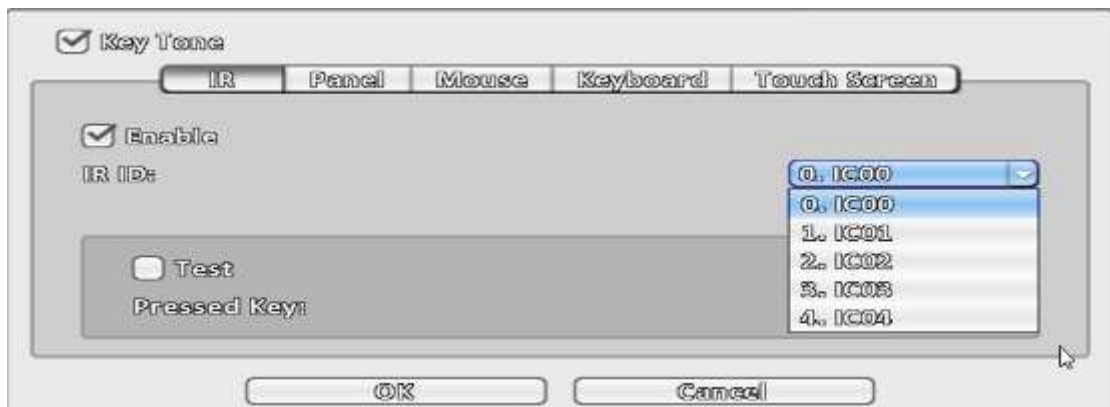 Key Tone
IR Panel Mouse Keyboard Touch Screen
Enable
IR ID: 0. IC00
0. IC00
1. IC01
2. IC02
Test
3. IC03
Pressed Key:
4. IC04
OK Cancel